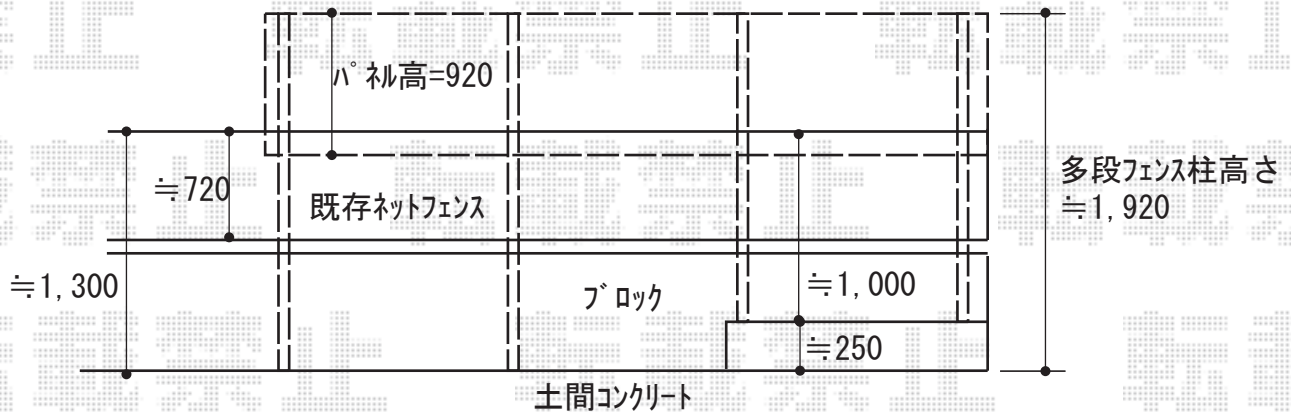 ﾊﾟﾈﾙ高=920
≒720
既存ﾈｯﾄﾌｪﾝｽ
多段ﾌｪﾝｽ柱高さ
≒1,920
≒1,300
ﾌﾞﾛｯｸ
≒1,000
≒250
土間ｺﾝｸﾘｰﾄ